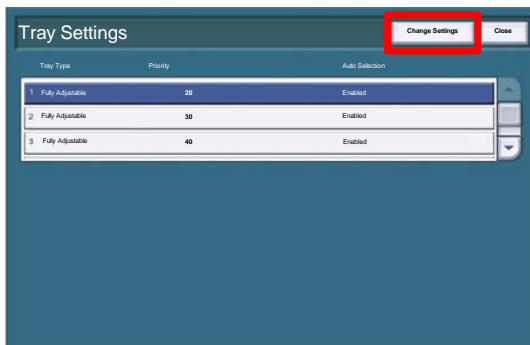 Tray Settings Change Settings Close
Tray Type Priority Auto Selection
1 Fully Adjustable 20 Enabled
2 Fully Adjustable 30 Enabled
3 Fully Adjustable 40 Enabled